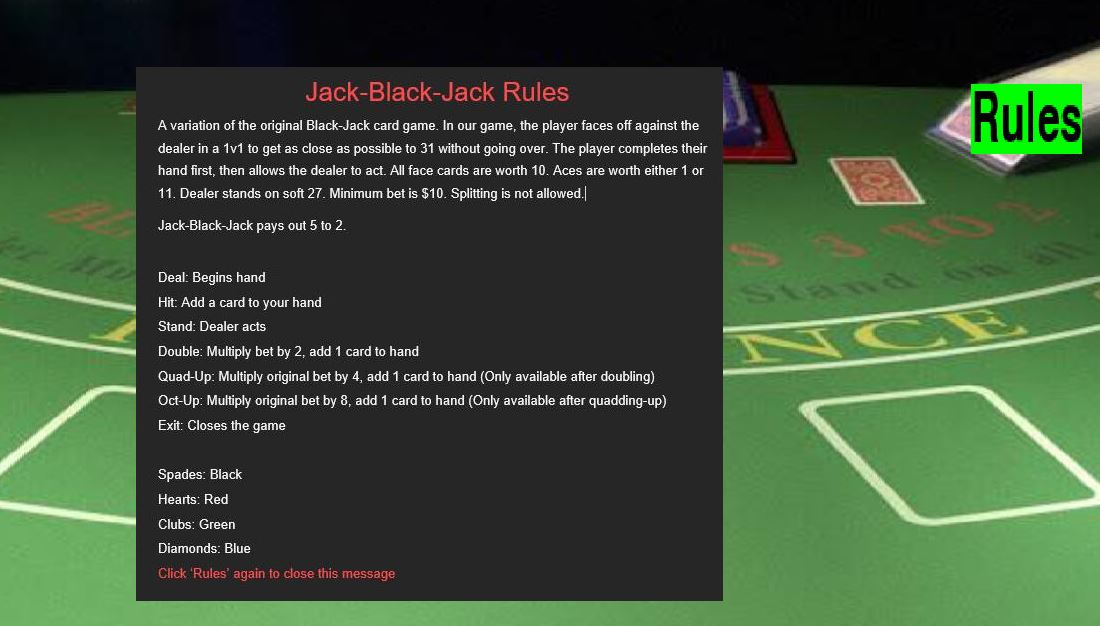 Jack-Black-Jack Rules
A variation of the original Black-Jack card game. In our game, the player faces off against the
dealer in a 1v1 to get as close as possible to 31 without going over. The player completes their
hand first, then allows the dealer to act. All face cards are worth 10. Aces are worth either 1 or
11. Dealer stands on soft 27. Minimum bet is $10. Splitting is not allowed.
Jack-Black-Jack pays out 5 to 2.
Deal: Begins hand
Hit: Add a card to your hand
Stand: Dealer acts
Double: Multiply bet by 2, add 1 card to hand
Quad-Up: Multiply original bet by 4, add 1 card to hand (Only available after doubling)
Oct-Up: Multiply original bet by 8, add 1 card to hand (Only available after quadding-up)
Exit: Closes the game
Spades: Black
Hearts: Red
Clubs: Green
Diamonds: Blue
Click ‘Rules’ again to close this message
Rules
S 3 TO 2
Stand on all
NCE